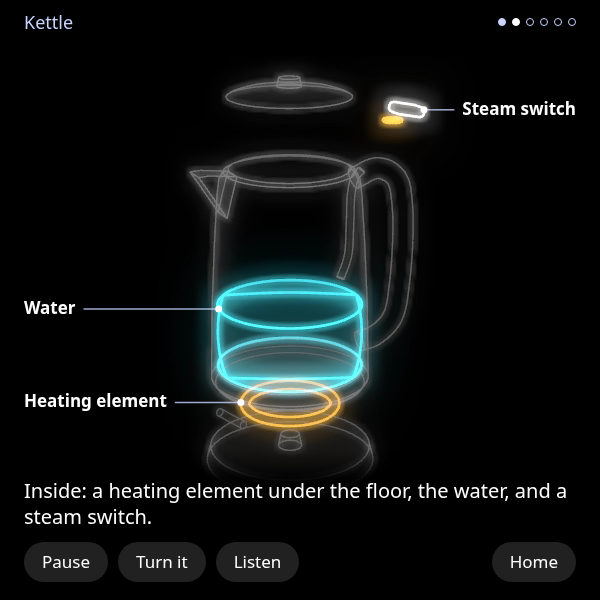 Kettle
Steam switch
Water
Heating element
Inside: a heating element under the floor, the water, and a
steam switch.
Pause
Turn it
Listen
Home